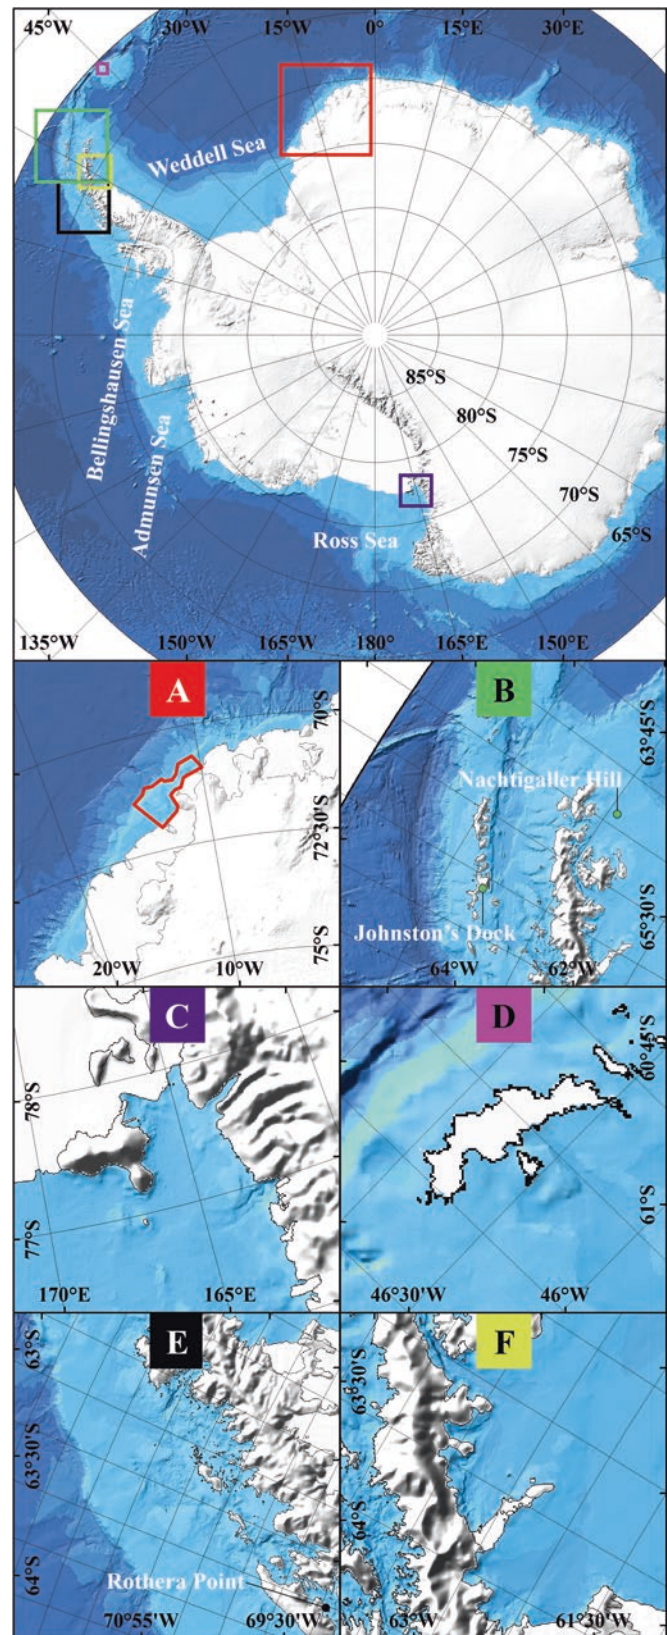 45°W
30°W
15°W
0°
15°E
30°E
Weddell Sea
Bellingshausen Sea
Admunsen Sea
Ross Sea
85°S
80°S
75°S
70°S
65°S
135°W
150°W
165°W
180°
165°E
150°E
A
70°S
72°30'S
75°S
20°W
10°W
B
63°45'S
Nachtigaller Hill
65°30'S
Johnston's Dock
64°W
62°W
C
78°S
77°S
170°E
165°E
D
60°45'S
61°S
46°30'W
46°W
E
63°S
63°30'S
64°S
Rothera Point
70°55'W
69°30'W
F
63°30'S
64°S
63°W
61°30'W